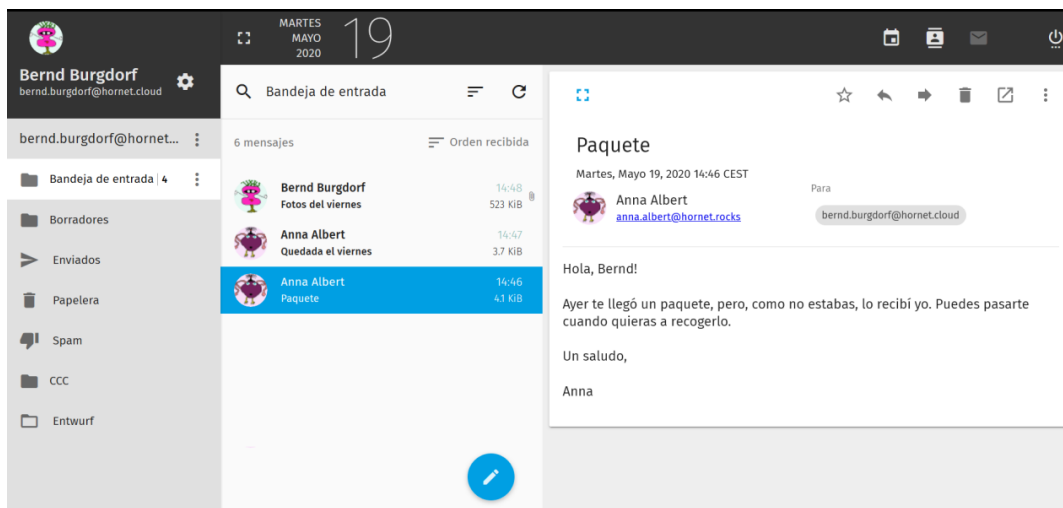 MARTES
MAYO
2020
19
Bernd Burgdorf
bernd.burgdorf@hornet.cloud
bernd.burgdorf@hornet...
Bandeja de entrada 4
Borradores
Enviados
Papelera
Spam
CCC
Entwurf
Bandeja de entrada
6 mensajes Orden recibida
Bernd Burgdorf 14:48
Fotos del viernes 523 KiB
Anna Albert 14:47
Quedada el viernes 3.7 KiB
Anna Albert 14:46
Paquete 4.1 KiB
Paquete
Martes, Mayo 19, 2020 14:46 CEST
Anna Albert
anna.albert@hornet.rocks
Para
bernd.burgdorf@hornet.cloud
Hola, Bernd!
Ayer te llegó un paquete, pero, como no estabas, lo recibí yo. Puedes pasarte
cuando quieras a recogerlo.
Un saludo,
Anna